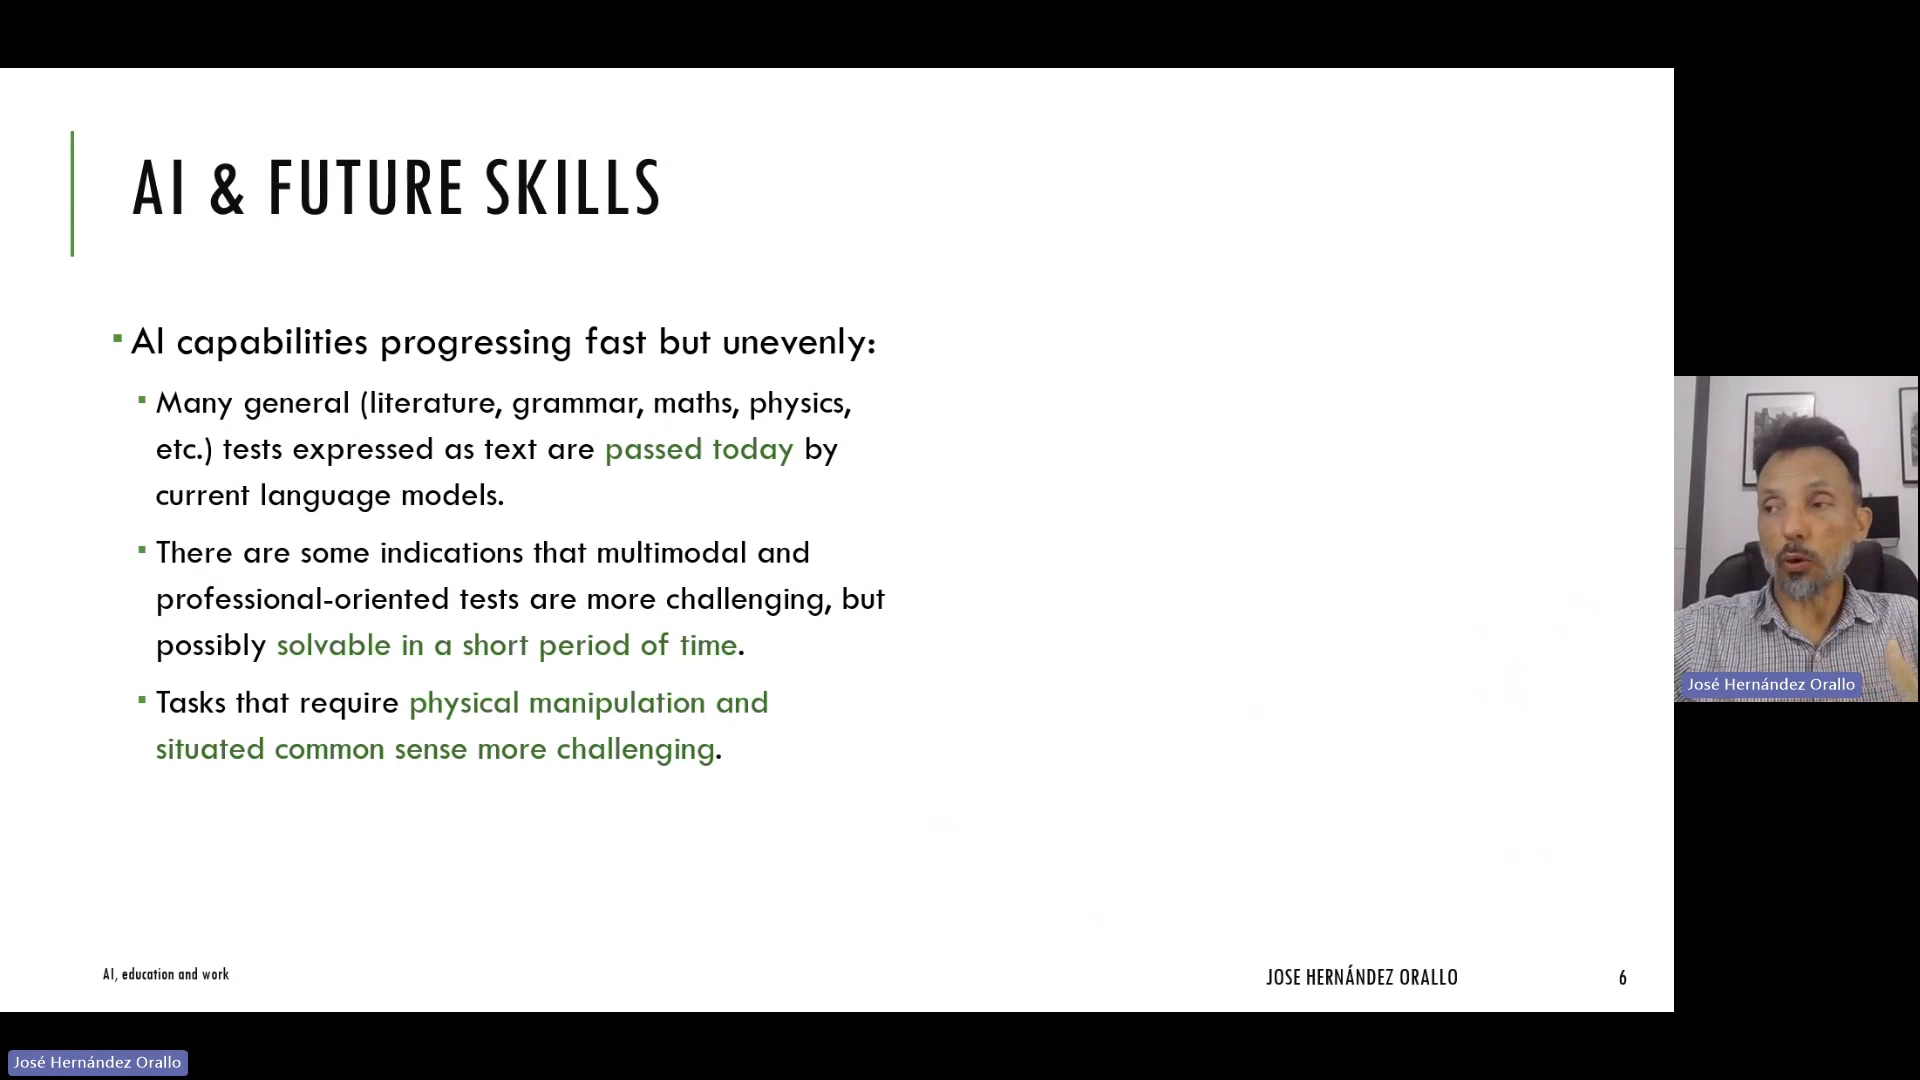 AI & FUTURE SKILLS
AI capabilities progressing fast but unevenly:
Many general (literature, grammar, maths, physics,
etc.) tests expressed as text are passed today by
current language models.
There are some indications that multimodal and
professional-oriented tests are more challenging, but
possibly solvable in a short period of time.
Tasks that require physical manipulation and
situated common sense more challenging.
AI, education and work
JOSE HERNÁNDEZ ORALLO
6
José Hernández Orallo
José Hernández Orallo